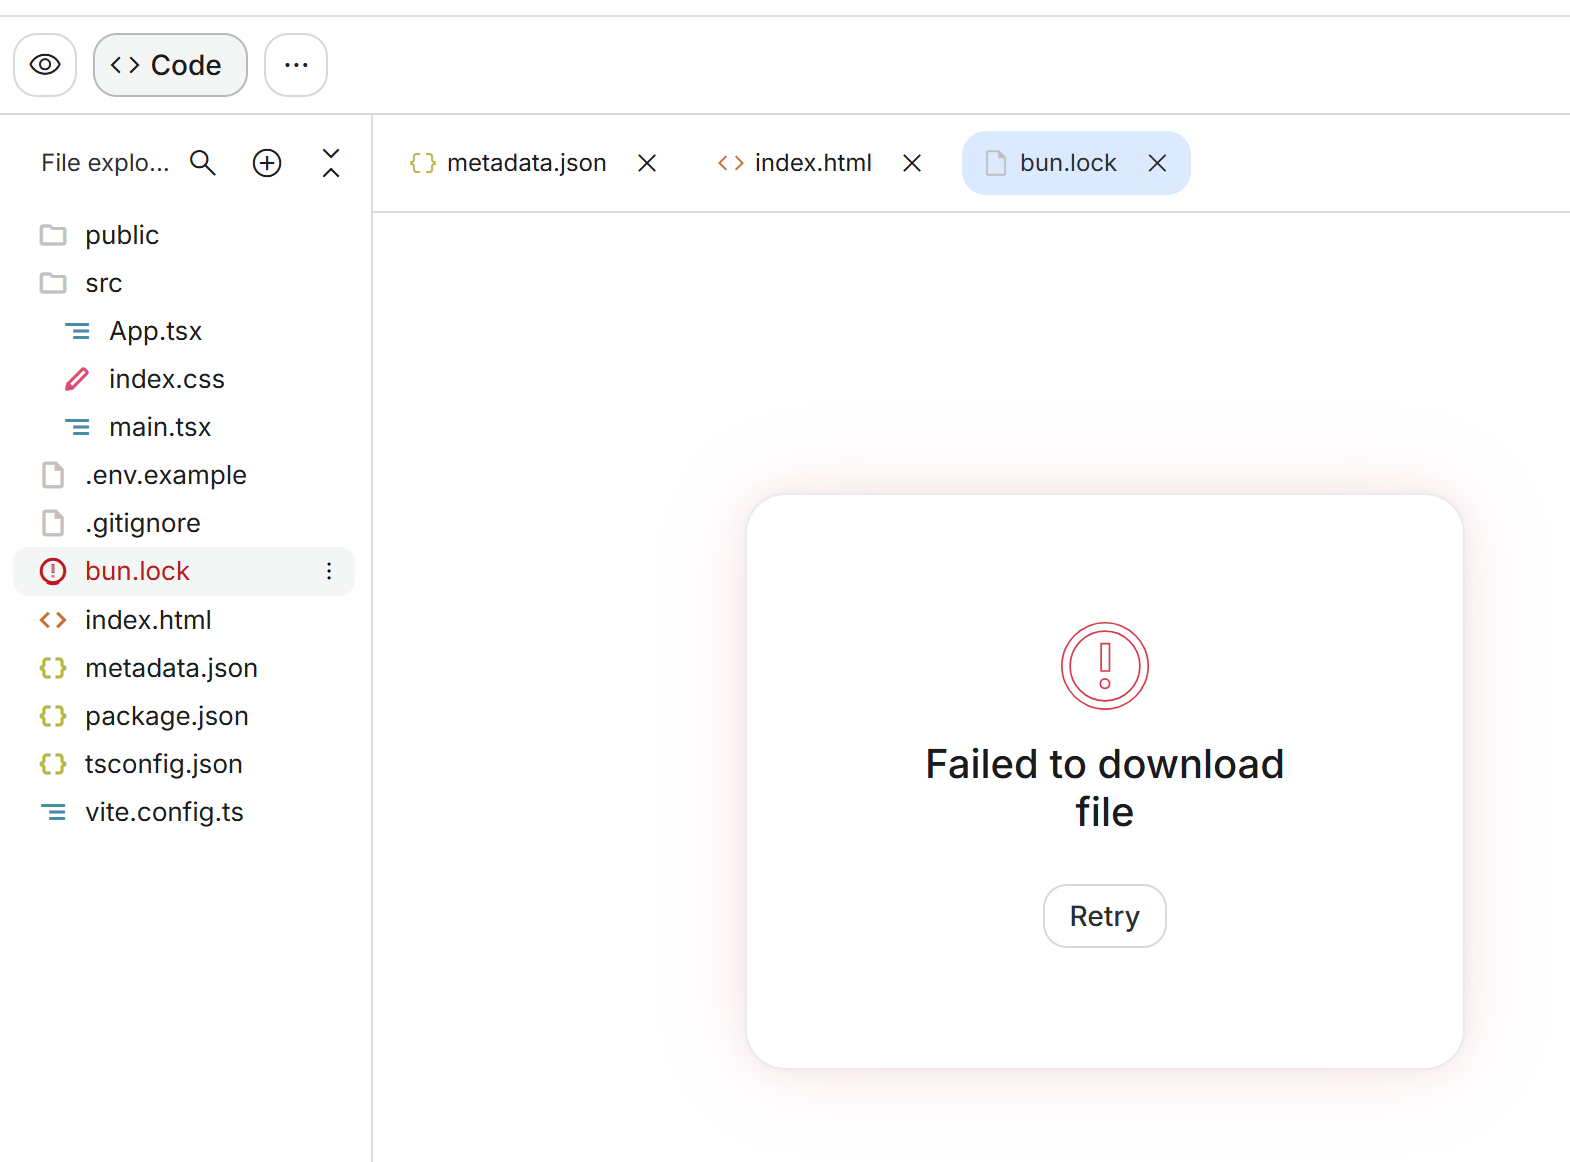 Code
File explo...
metadata.json
index.html
bun.lock
public
src
App.tsx
index.css
main.tsx
.env.example
.gitignore
bun.lock
index.html
metadata.json
package.json
tsconfig.json
vite.config.ts
Failed to download
file
Retry